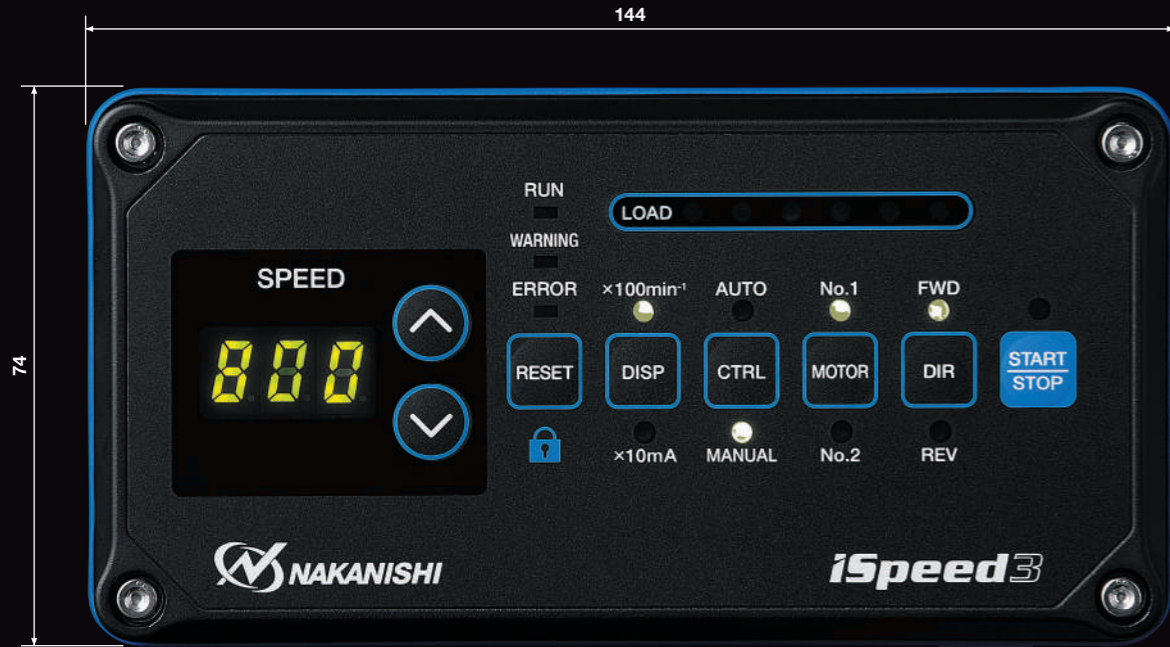 144
74
RUN
LOAD
WARNING
SPEED
ERROR
×100min⁻¹
AUTO
No.1
FWD
800
RESET
DISP
CTRL
MOTOR
DIR
START
STOP
×10mA
MANUAL
No.2
REV
NAKANISHI
iSpeed3